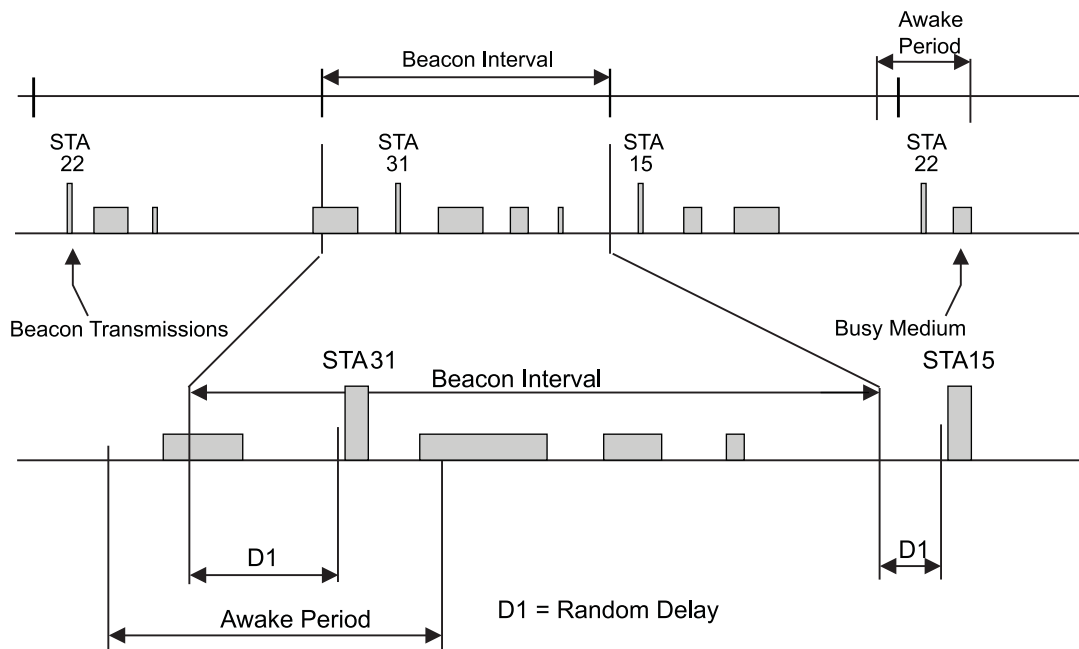 Awake
Period
Beacon Interval
STA
22
STA
31
STA
15
STA
22
Beacon Transmissions
Busy Medium
STA31
Beacon Interval
STA15
D1
D1
Awake Period
D1 = Random Delay